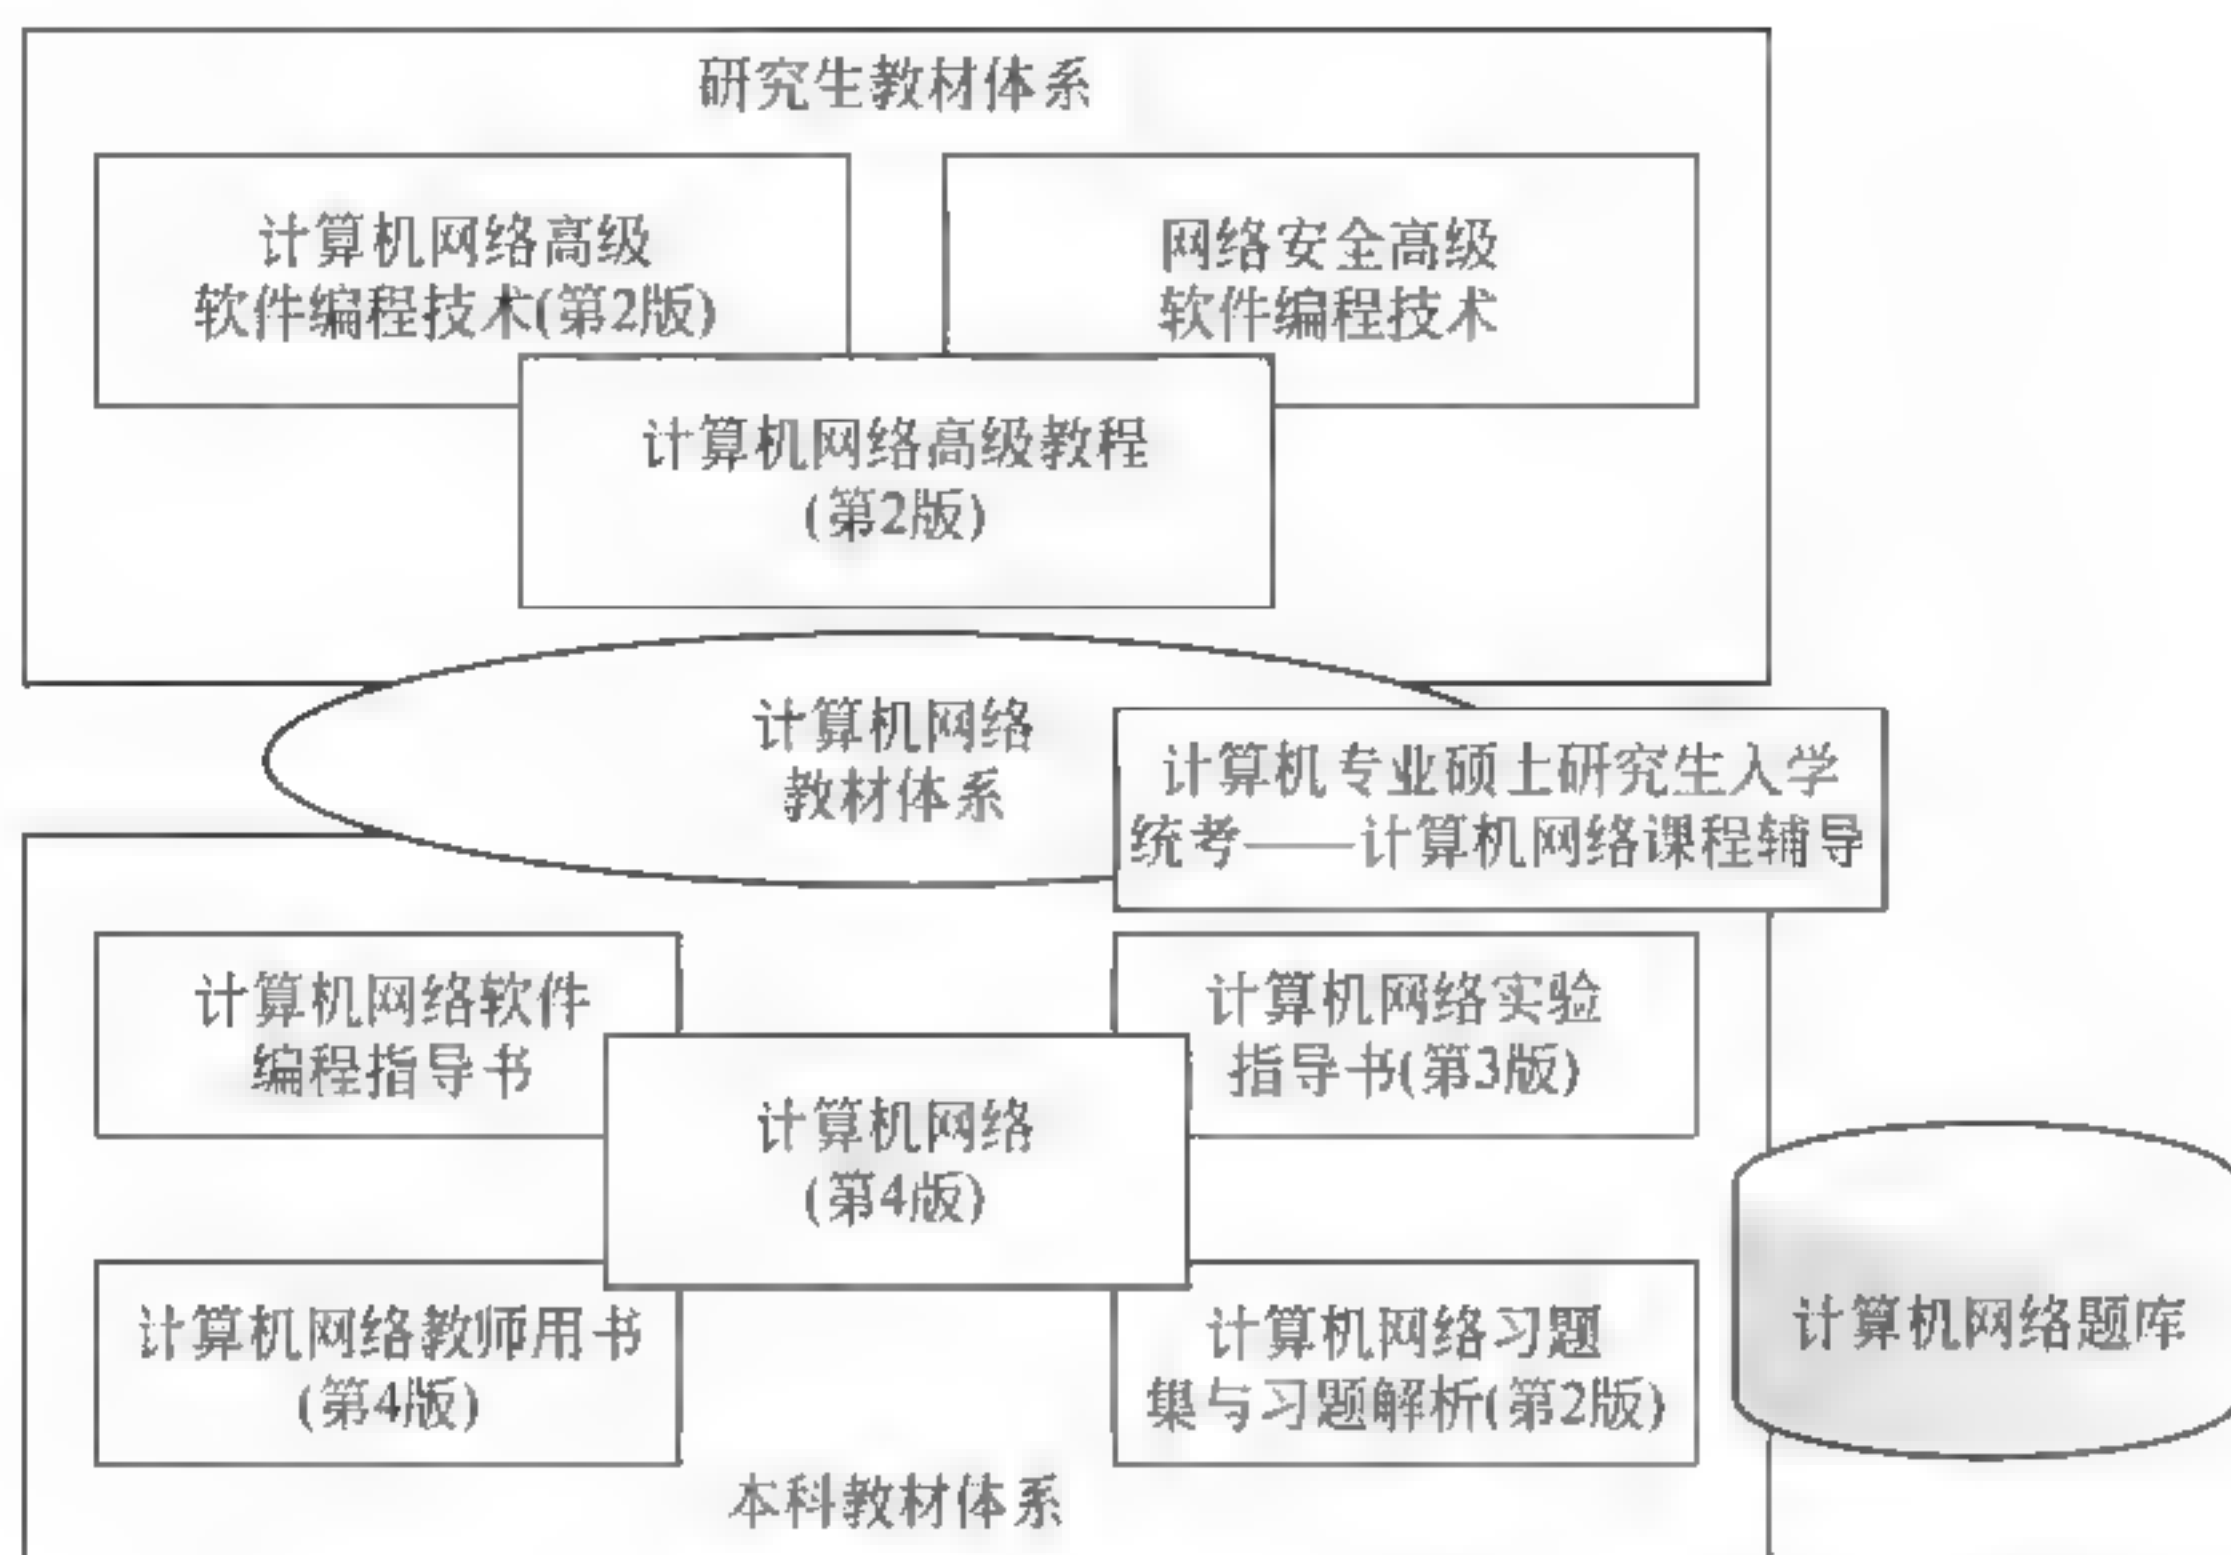 研究生教材体系
计算机网络高级
软件编程技术(第2版)
网络安全高级
软件编程技术
计算机网络高级教程
(第2版)
计算机网络
教材体系
计算机专业硕士研究生入学
统考——计算机网络课程辅导
计算机网络软件
编程指导书
计算机网络实验
指导书(第3版)
计算机网络
(第4版)
计算机网络教师用书
(第4版)
计算机网络习题
集与习题解析(第2版)
计算机网络题库
本科教材体系